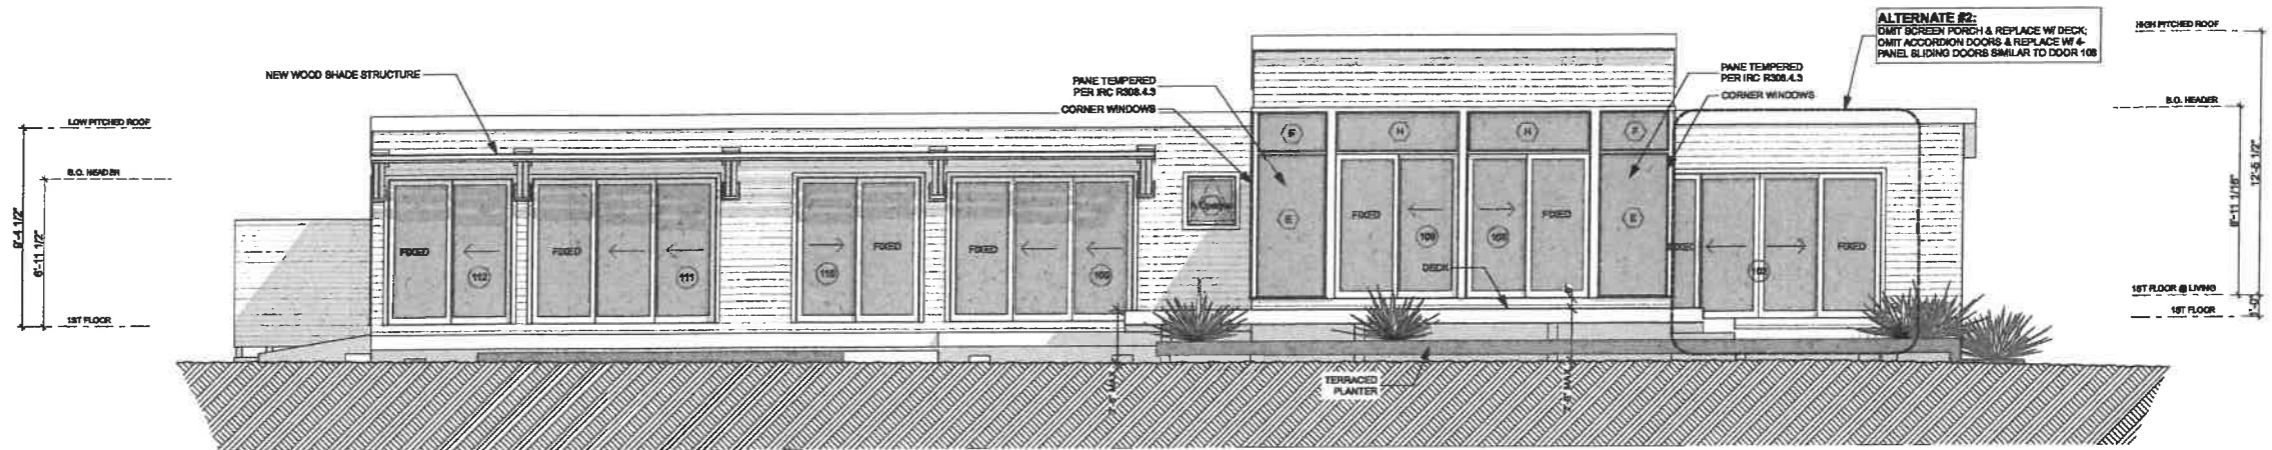 ALTERNATE #2:
OMIT SCREEN PORCH & REPLACE W/ DECK;
OMIT ACCORDION DOORS & REPLACE W/ 4-
PANEL SLIDING DOORS SIMILAR TO DOOR 108
HIGH PITCHED ROOF
NEW WOOD SHADE STRUCTURE
PANE TEMPERED
PER IRC R308.4.3
CORNER WINDOWS
PANE TEMPERED
PER IRC R308.4.3
CORNER WINDOWS
B.O. HEADER
LOW PITCHED ROOF
B.O. HEADER
1ST FLOOR
9'-4 1/2"
6'-11 1/2"
F
H
H
F
E
E
FIXED
112
FIXED
111
110
FIXED
FIXED
FIXED
109
108
FIXED
FIXED
102
DECK
1ST FLOOR @ LIVING
1ST FLOOR
8'-11 1/16"
12'-5 1/2"
1'-0"
TERRACED
PLANTER